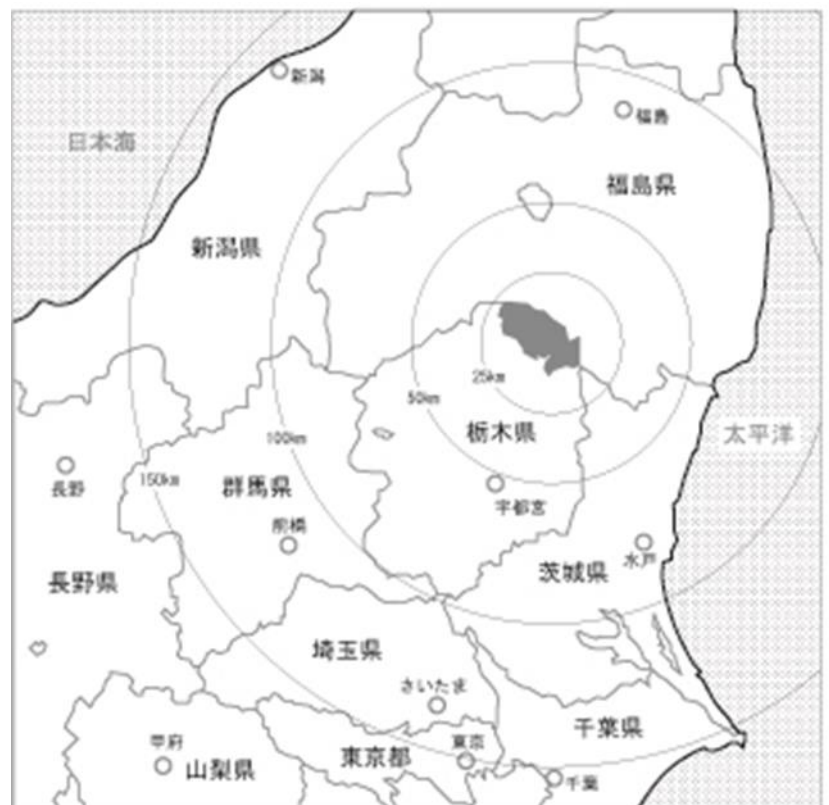 新潟
日本海
福島
福島県
新潟県
25km
50km
栃木県
太平洋
100km
150km
群馬県
長野
宇都宮
前橋
水戸
茨城県
長野県
埼玉県
さいたま
千葉県
甲府
山梨県
東京都
東京
千葉